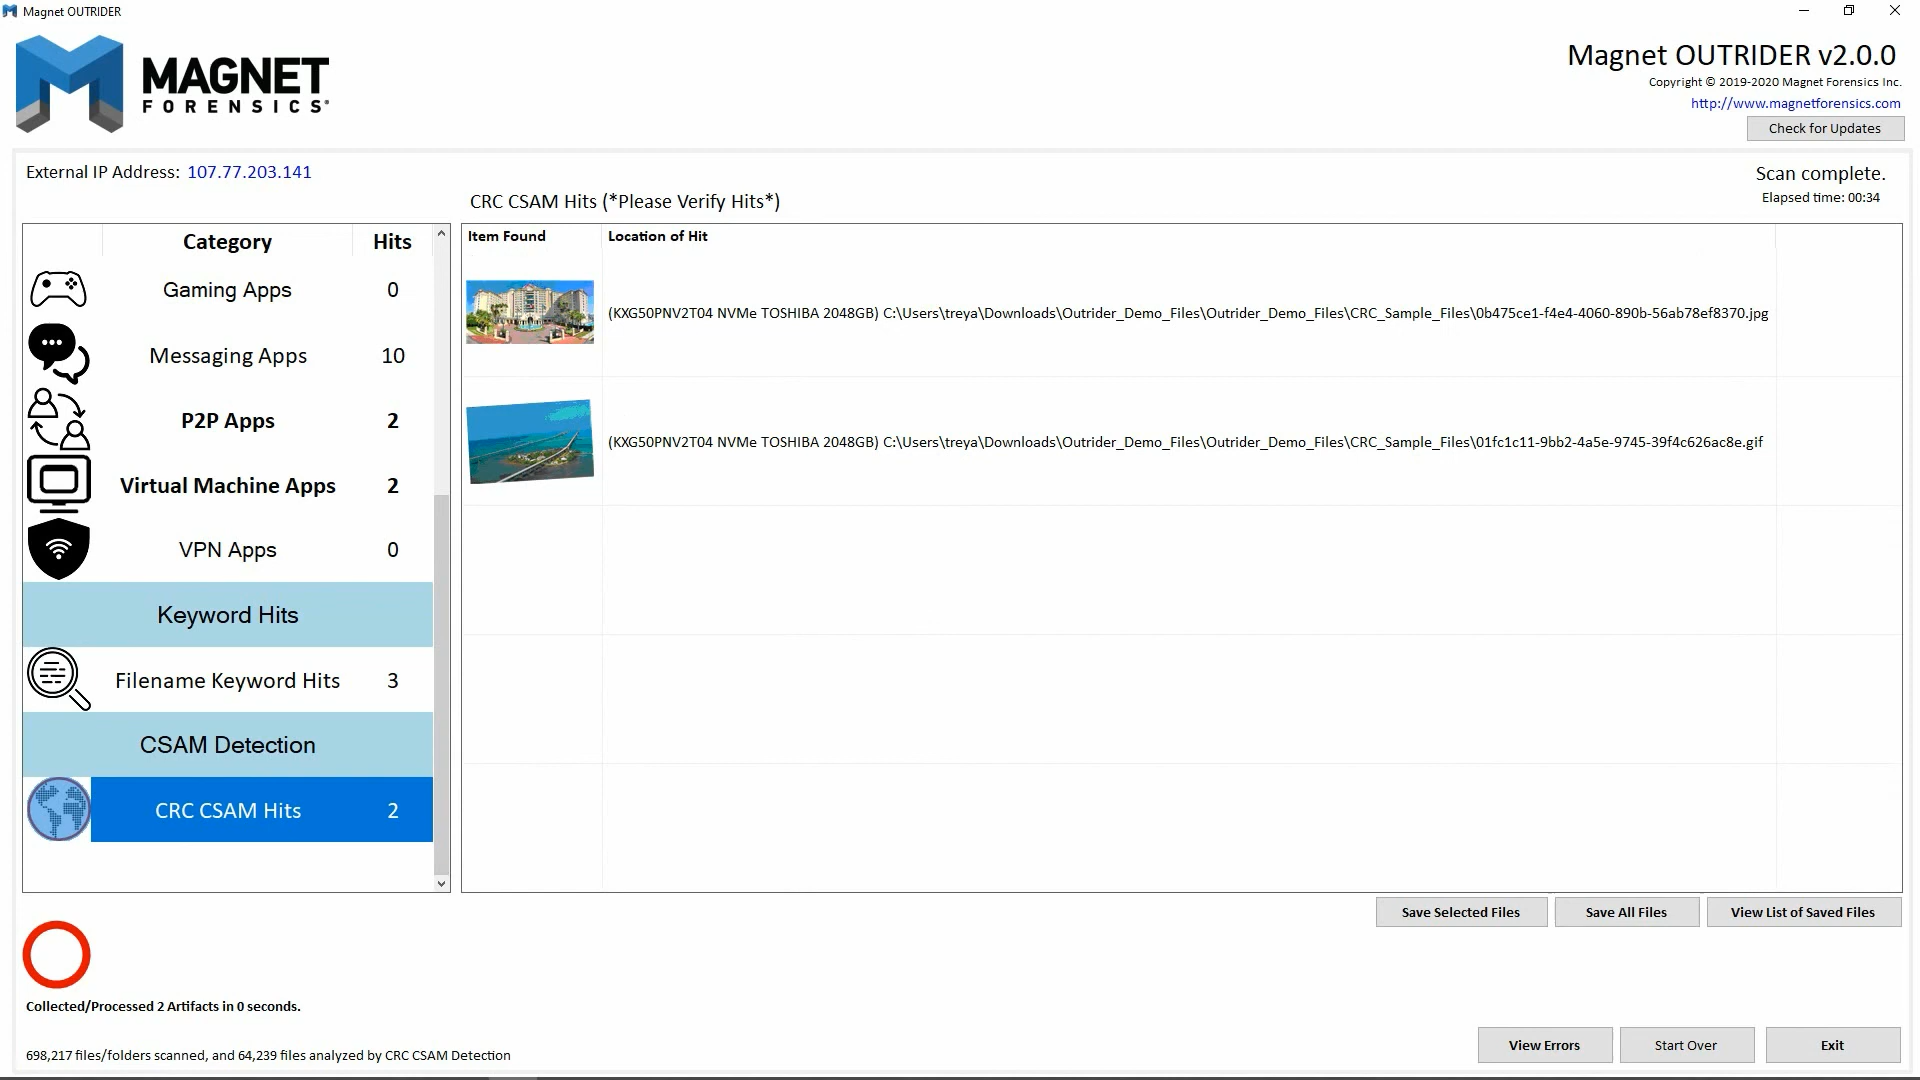 Magnet OUTRIDER
MAGNET
FORENSICS®
Magnet OUTRIDER v2.0.0
Copyright © 2019-2020 Magnet Forensics Inc.
http://www.magnetforensics.com
Check for Updates
External IP Address: 107.77.203.141
Scan complete.
Elapsed time: 00:34
CRC CSAM Hits (*Please Verify Hits*)
Category Hits
Gaming Apps 0
Messaging Apps 10
P2P Apps 2
Virtual Machine Apps 2
VPN Apps 0
Keyword Hits
Filename Keyword Hits 3
CSAM Detection
CRC CSAM Hits 2
Item Found Location of Hit
(KXG50PNV2T04 NVMe TOSHIBA 2048GB) C:\Users\treya\Downloads\Outrider_Demo_Files\Outrider_Demo_Files\CRC_Sample_Files\0b475ce1-f4e4-4060-890b-56ab78ef8370.jpg
(KXG50PNV2T04 NVMe TOSHIBA 2048GB) C:\Users\treya\Downloads\Outrider_Demo_Files\Outrider_Demo_Files\CRC_Sample_Files\01fc1c11-9bb2-4a5e-9745-39f4c626ac8e.gif
Save Selected Files
Save All Files
View List of Saved Files
Collected/Processed 2 Artifacts in 0 seconds.
698,217 files/folders scanned, and 64,239 files analyzed by CRC CSAM Detection
View Errors
Start Over
Exit